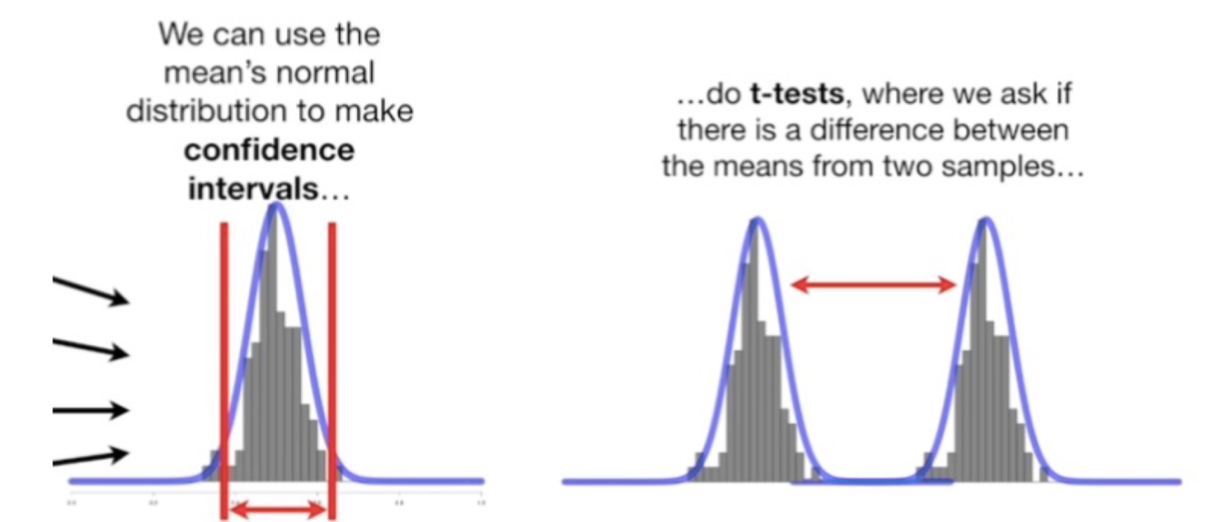 We can use the
mean’s normal
distribution to make
confidence
intervals…
…do t-tests, where we ask if
there is a difference between
the means from two samples…